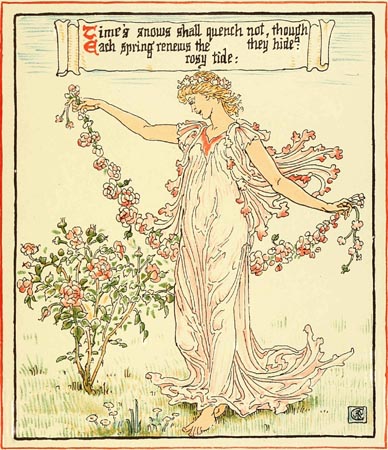 Time's snows shall quench not, though
Each spring renews the they hide:
rosy tide: